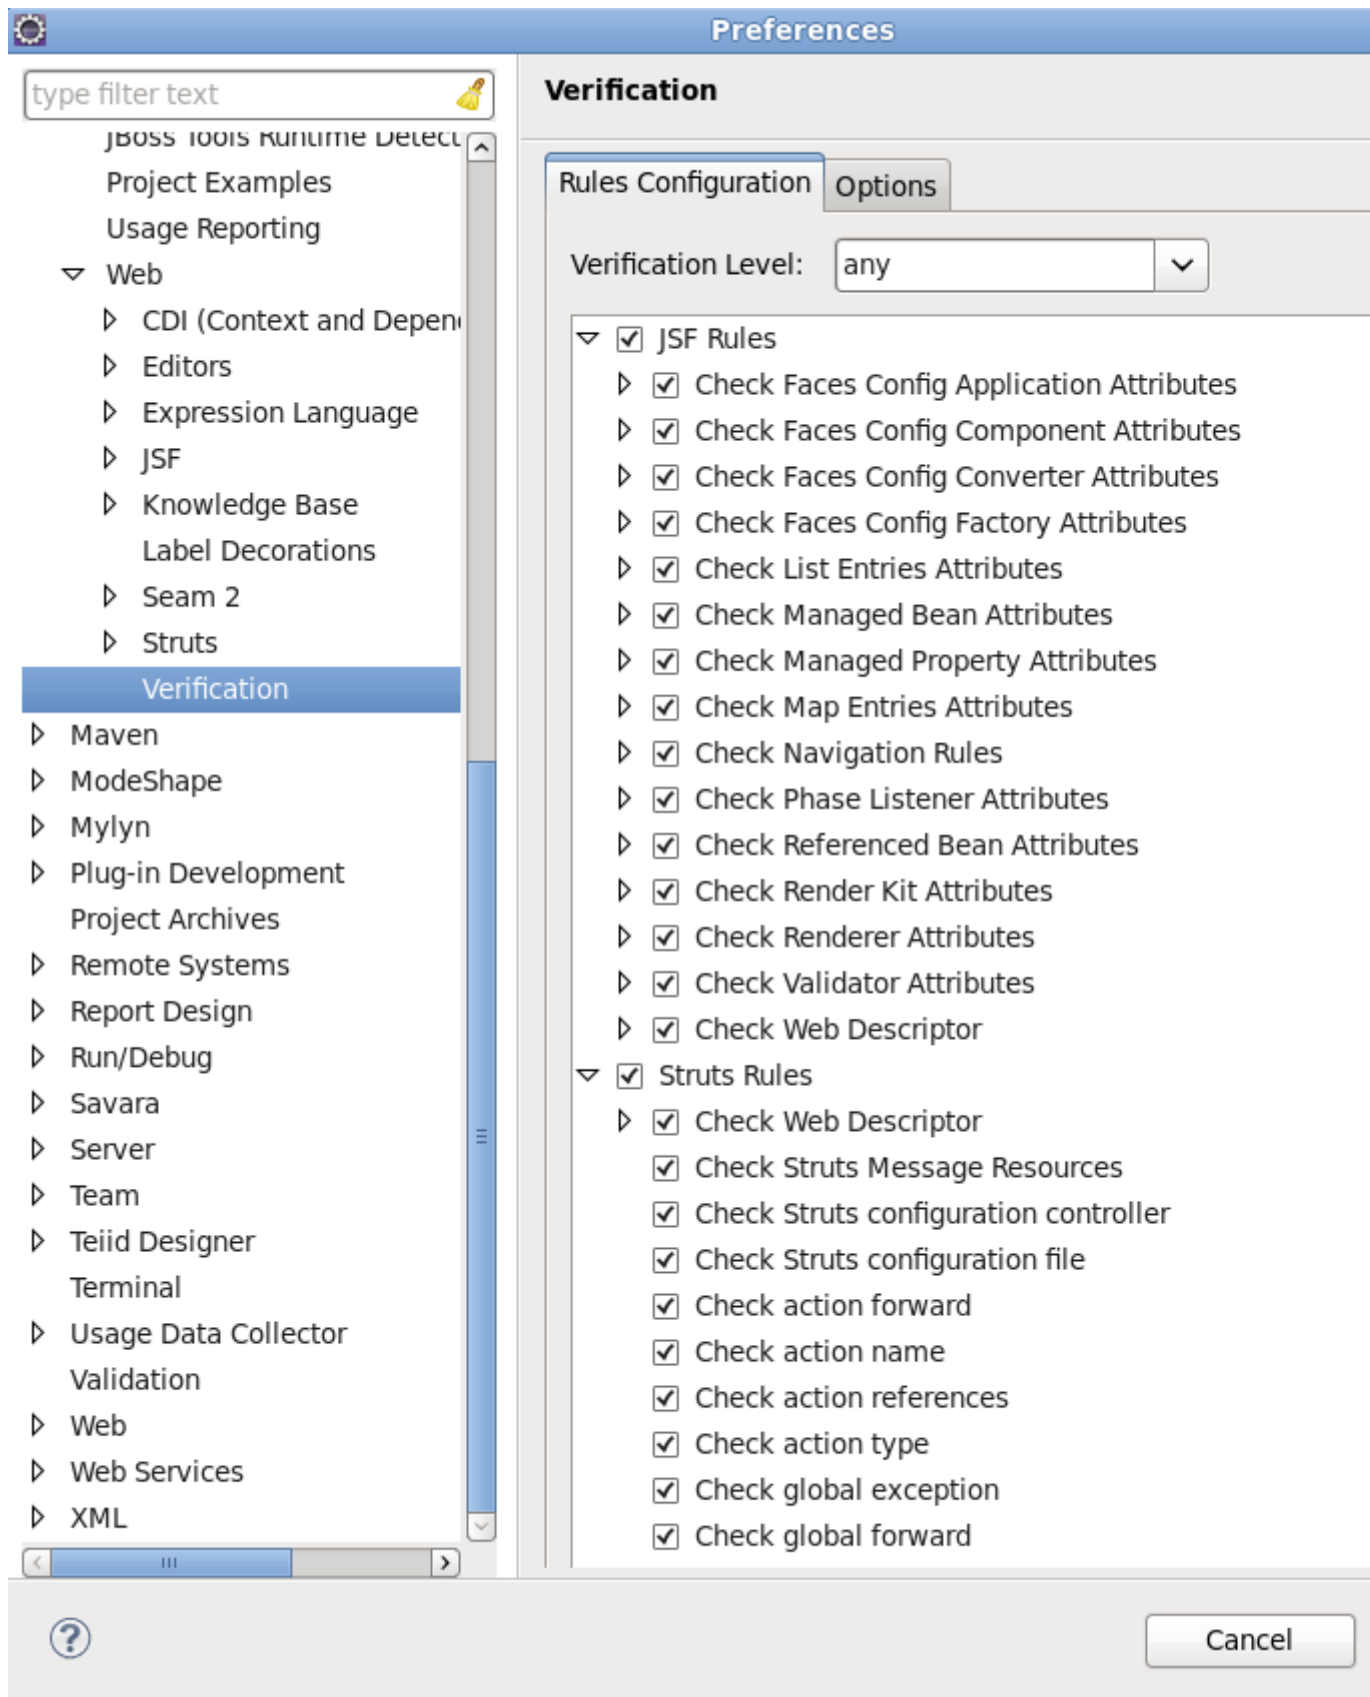 Preferences
type filter text
JBoss Tools Runtime Detect
Project Examples
Usage Reporting
Web
CDI (Context and Depen
Editors
Expression Language
JSF
Knowledge Base
Label Decorations
Seam 2
Struts
Verification
Maven
ModeShape
Mylyn
Plug-in Development
Project Archives
Remote Systems
Report Design
Run/Debug
Savara
Server
Team
Teiid Designer
Terminal
Usage Data Collector
Validation
Web
Web Services
XML
Verification
Rules Configuration
Options
Verification Level: any
JSF Rules
Check Faces Config Application Attributes
Check Faces Config Component Attributes
Check Faces Config Converter Attributes
Check Faces Config Factory Attributes
Check List Entries Attributes
Check Managed Bean Attributes
Check Managed Property Attributes
Check Map Entries Attributes
Check Navigation Rules
Check Phase Listener Attributes
Check Referenced Bean Attributes
Check Render Kit Attributes
Check Renderer Attributes
Check Validator Attributes
Check Web Descriptor
Struts Rules
Check Web Descriptor
Check Struts Message Resources
Check Struts configuration controller
Check Struts configuration file
Check action forward
Check action name
Check action references
Check action type
Check global exception
Check global forward
Cancel